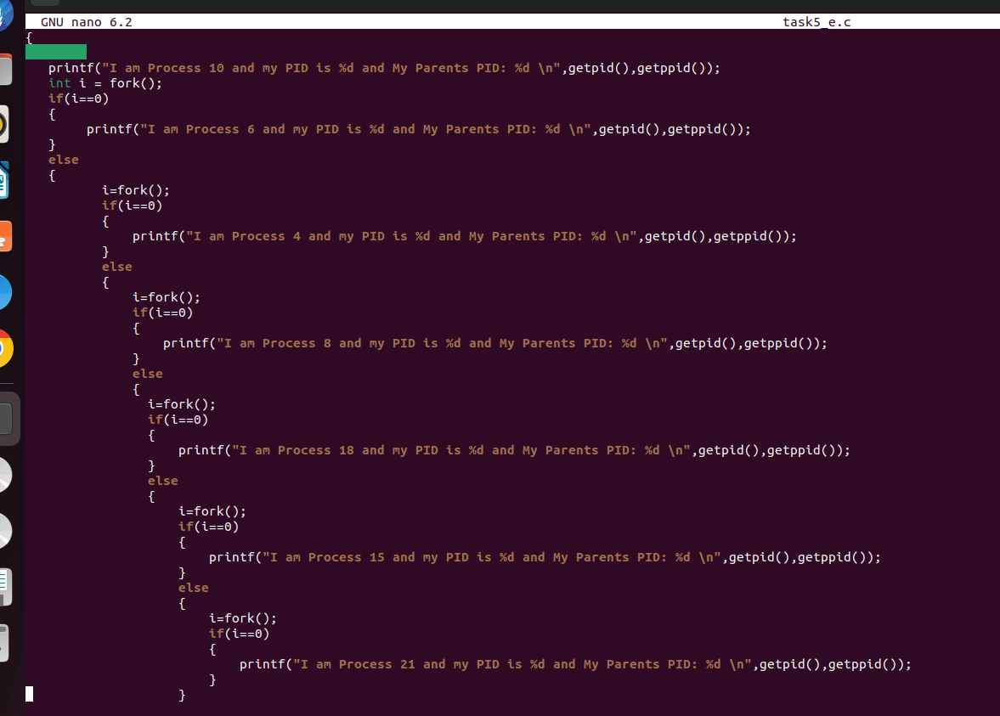 GNU nano 6.2 task5_e.c
{
printf("I am Process 10 and my PID is %d and My Parents PID: %d \n",getpid(),getppid());
int i = fork();
if(i==0)
{
printf("I am Process 6 and my PID is %d and My Parents PID: %d \n",getpid(),getppid());
}
else
{
i=fork();
if(i==0)
{
printf("I am Process 4 and my PID is %d and My Parents PID: %d \n",getpid(),getppid());
}
else
{
i=fork();
if(i==0)
{
printf("I am Process 8 and my PID is %d and My Parents PID: %d \n",getpid(),getppid());
}
else
{
i=fork();
if(i==0)
{
printf("I am Process 18 and my PID is %d and My Parents PID: %d \n",getpid(),getppid());
}
else
{
i=fork();
if(i==0)
{
printf("I am Process 15 and my PID is %d and My Parents PID: %d \n",getpid(),getppid());
}
else
{
i=fork();
if(i==0)
{
printf("I am Process 21 and my PID is %d and My Parents PID: %d \n",getpid(),getppid());
}
}